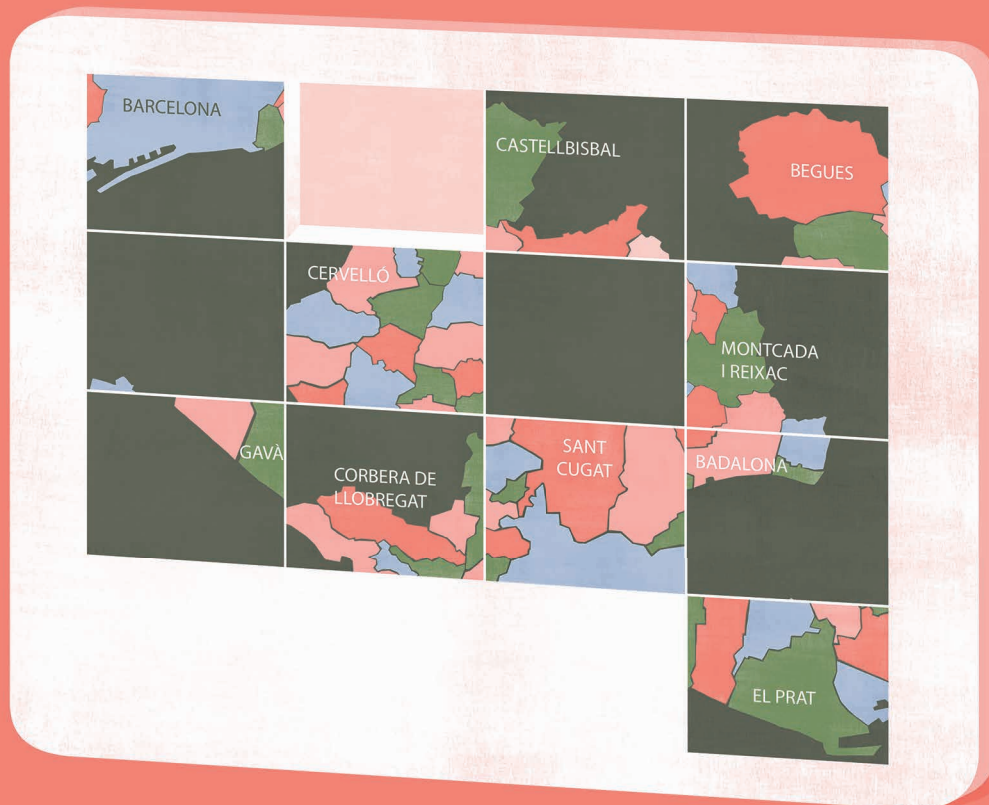 BARCELONA
CASTELLBISBAL
BEGUES
CERVELLÓ
MONTCADA
I REIXAC
GAVÀ
CORBERA DE
LLOBREGAT
SANT
CUGAT
BADALONA
EL PRAT